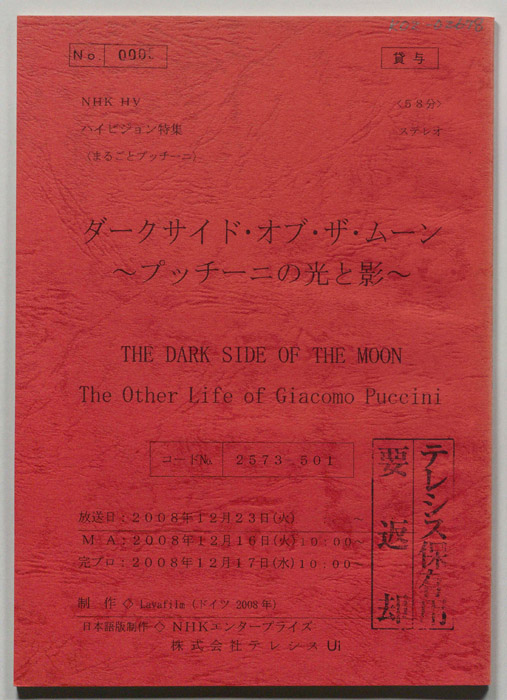 No. 000
貸与
NHK HV
<58分>
ハイビジョン特集
ステレオ
(まるごとプッチーニ)
ダークサイド・オブ・ザ・ムーン
～プッチーニの光と影～
THE DARK SIDE OF THE MOON
The Other Life of Giacomo Puccini
コードNo. 2573-501
放送日:2008年12月23日(火)
MA:2008年12月16日(火)10:00～
完プロ:2008年12月17日(水)10:00～
制 作 ◇ Lavafilm (ドイツ 2008年)
日本語版制作 ◇ NHKエンタープライズ
株式会社テレシス Ui
テレシス保存用
要返却